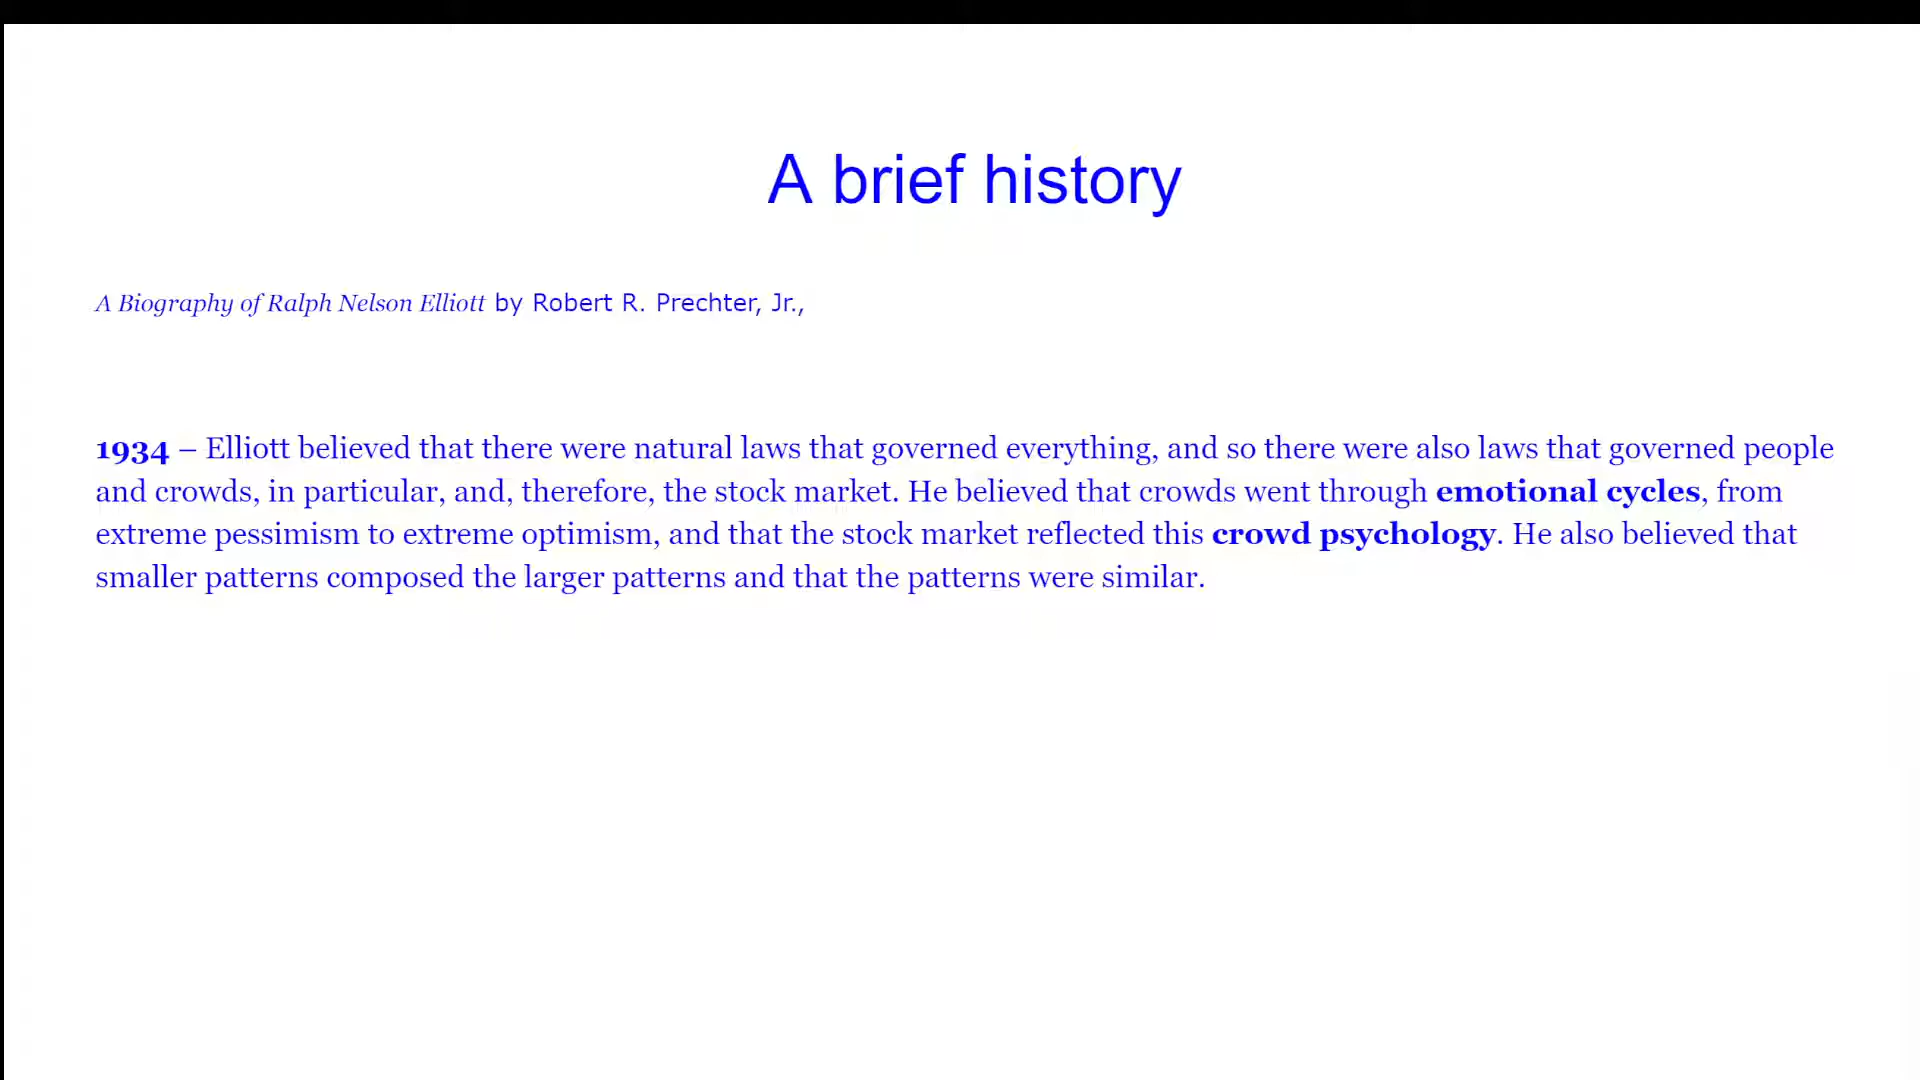 A brief history
A Biography of Ralph Nelson Elliott by Robert R. Prechter, Jr.,
1934 – Elliott believed that there were natural laws that governed everything, and so there were also laws that governed people
and crowds, in particular, and, therefore, the stock market. He believed that crowds went through emotional cycles, from
extreme pessimism to extreme optimism, and that the stock market reflected this crowd psychology. He also believed that
smaller patterns composed the larger patterns and that the patterns were similar.